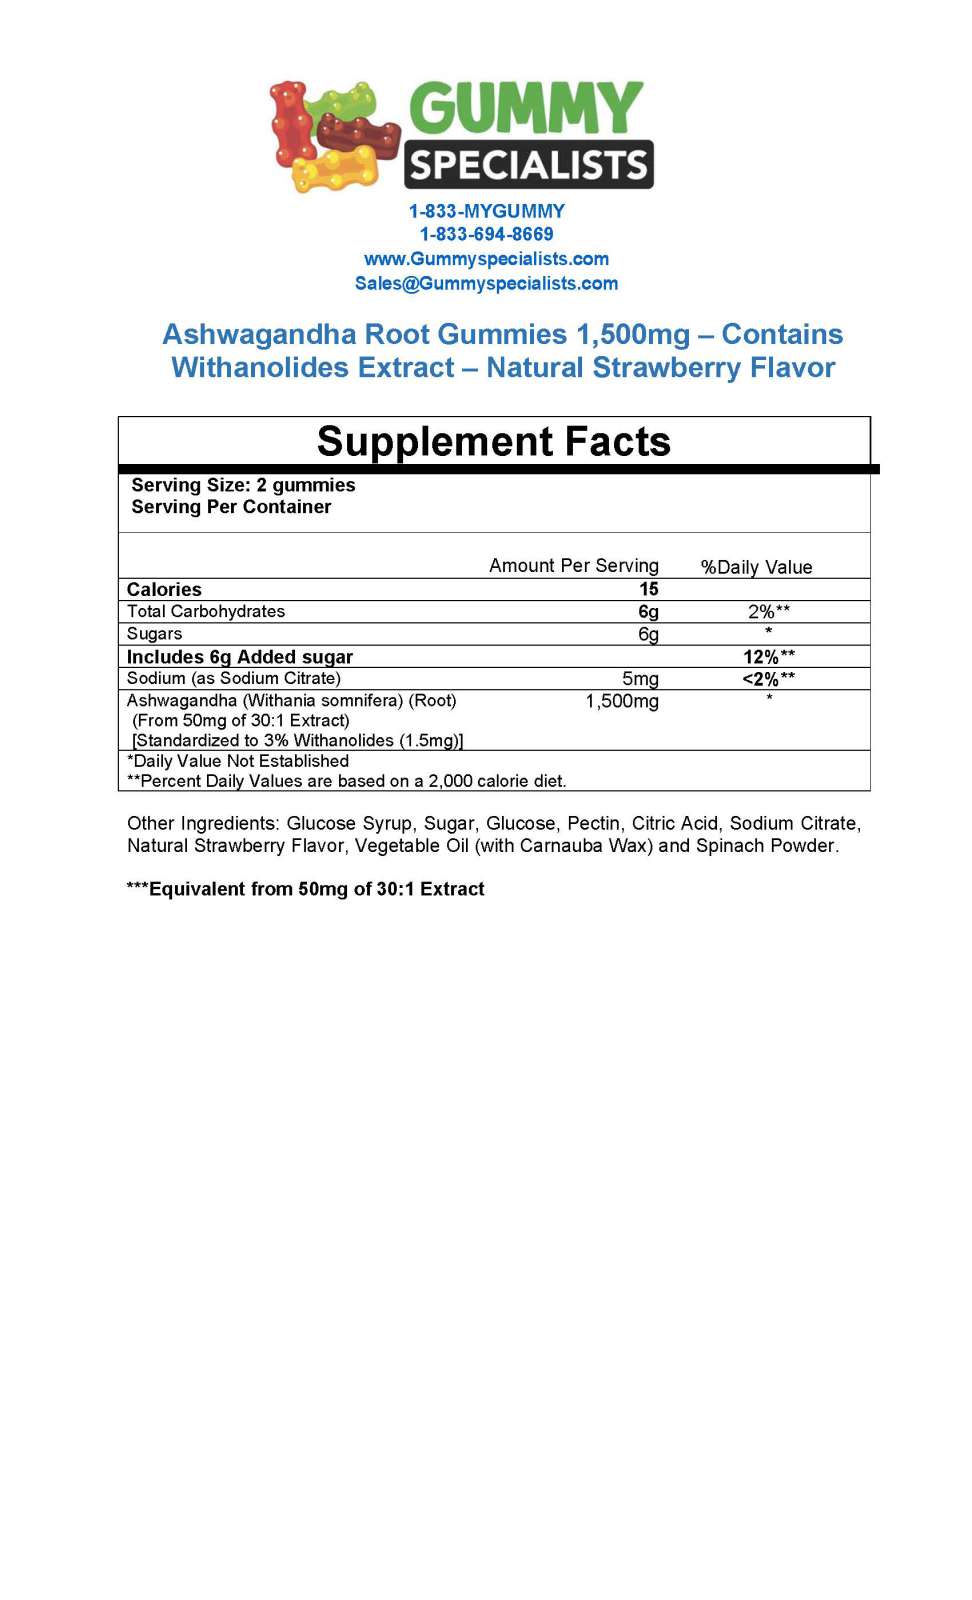 GUMMY
SPECIALISTS
1-833-MYGUMMY
1-833-694-8669
www.Gummyspecialists.com
Sales@Gummyspecialists.com
Ashwagandha Root Gummies 1,500mg – Contains
Withanolides Extract – Natural Strawberry Flavor
Supplement Facts
Serving Size: 2 gummies
Serving Per Container
Amount Per Serving %Daily Value
Calories 15
Total Carbohydrates 6g 2%**
Sugars 6g *
Includes 6g Added sugar 12%**
Sodium (as Sodium Citrate) 5mg <2%**
Ashwagandha (Withania somnifera) (Root) 1,500mg *
(From 50mg of 30:1 Extract)
[Standardized to 3% Withanolides (1.5mg)]
*Daily Value Not Established
**Percent Daily Values are based on a 2,000 calorie diet.
Other Ingredients: Glucose Syrup, Sugar, Glucose, Pectin, Citric Acid, Sodium Citrate,
Natural Strawberry Flavor, Vegetable Oil (with Carnauba Wax) and Spinach Powder.
***Equivalent from 50mg of 30:1 Extract